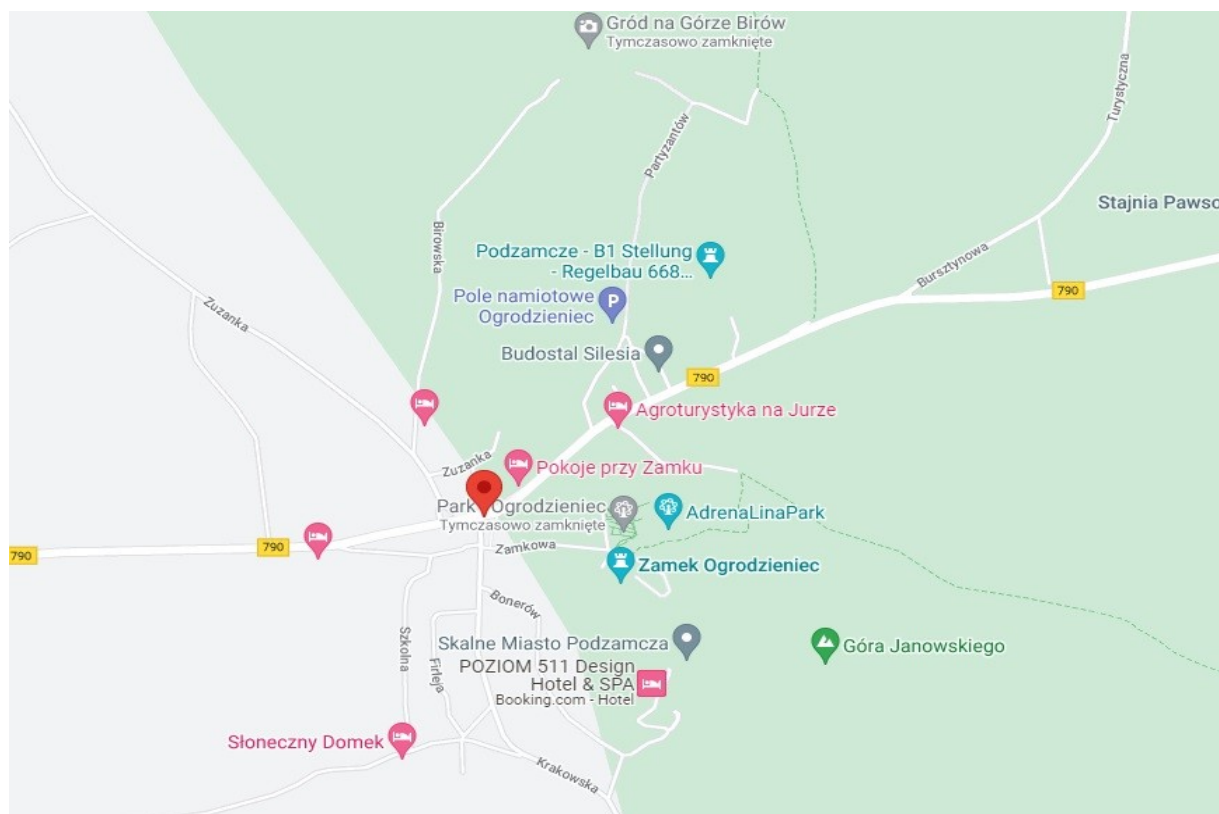 Gród na Górze Birów
Tymczasowo zamknięte
Turystyczna
Partyzantów
Stajnia Pawso
Birowska
Podzamcze - B1 Stellung
- Regelbau 668...
Bursztynowa
790
Pole namiotowe
Ogrodzieniec
P
Zuzanka
Budostal Silesia
790
Agroturystyka na Jurze
Zuzanka
Pokoje przy Zamku
Park Ogrodzieniec
Tymczasowo zamknięte
AdrenaLinaPark
790
790
Zamkowa
Zamek Ogrodzieniec
Bonerów
Szkolna
Firleja
Skalne Miasto Podzamcza
Góra Janowskiego
POZIOM 511 Design
Hotel & SPA
Booking.com - Hotel
Słoneczny Domek
Krakowska